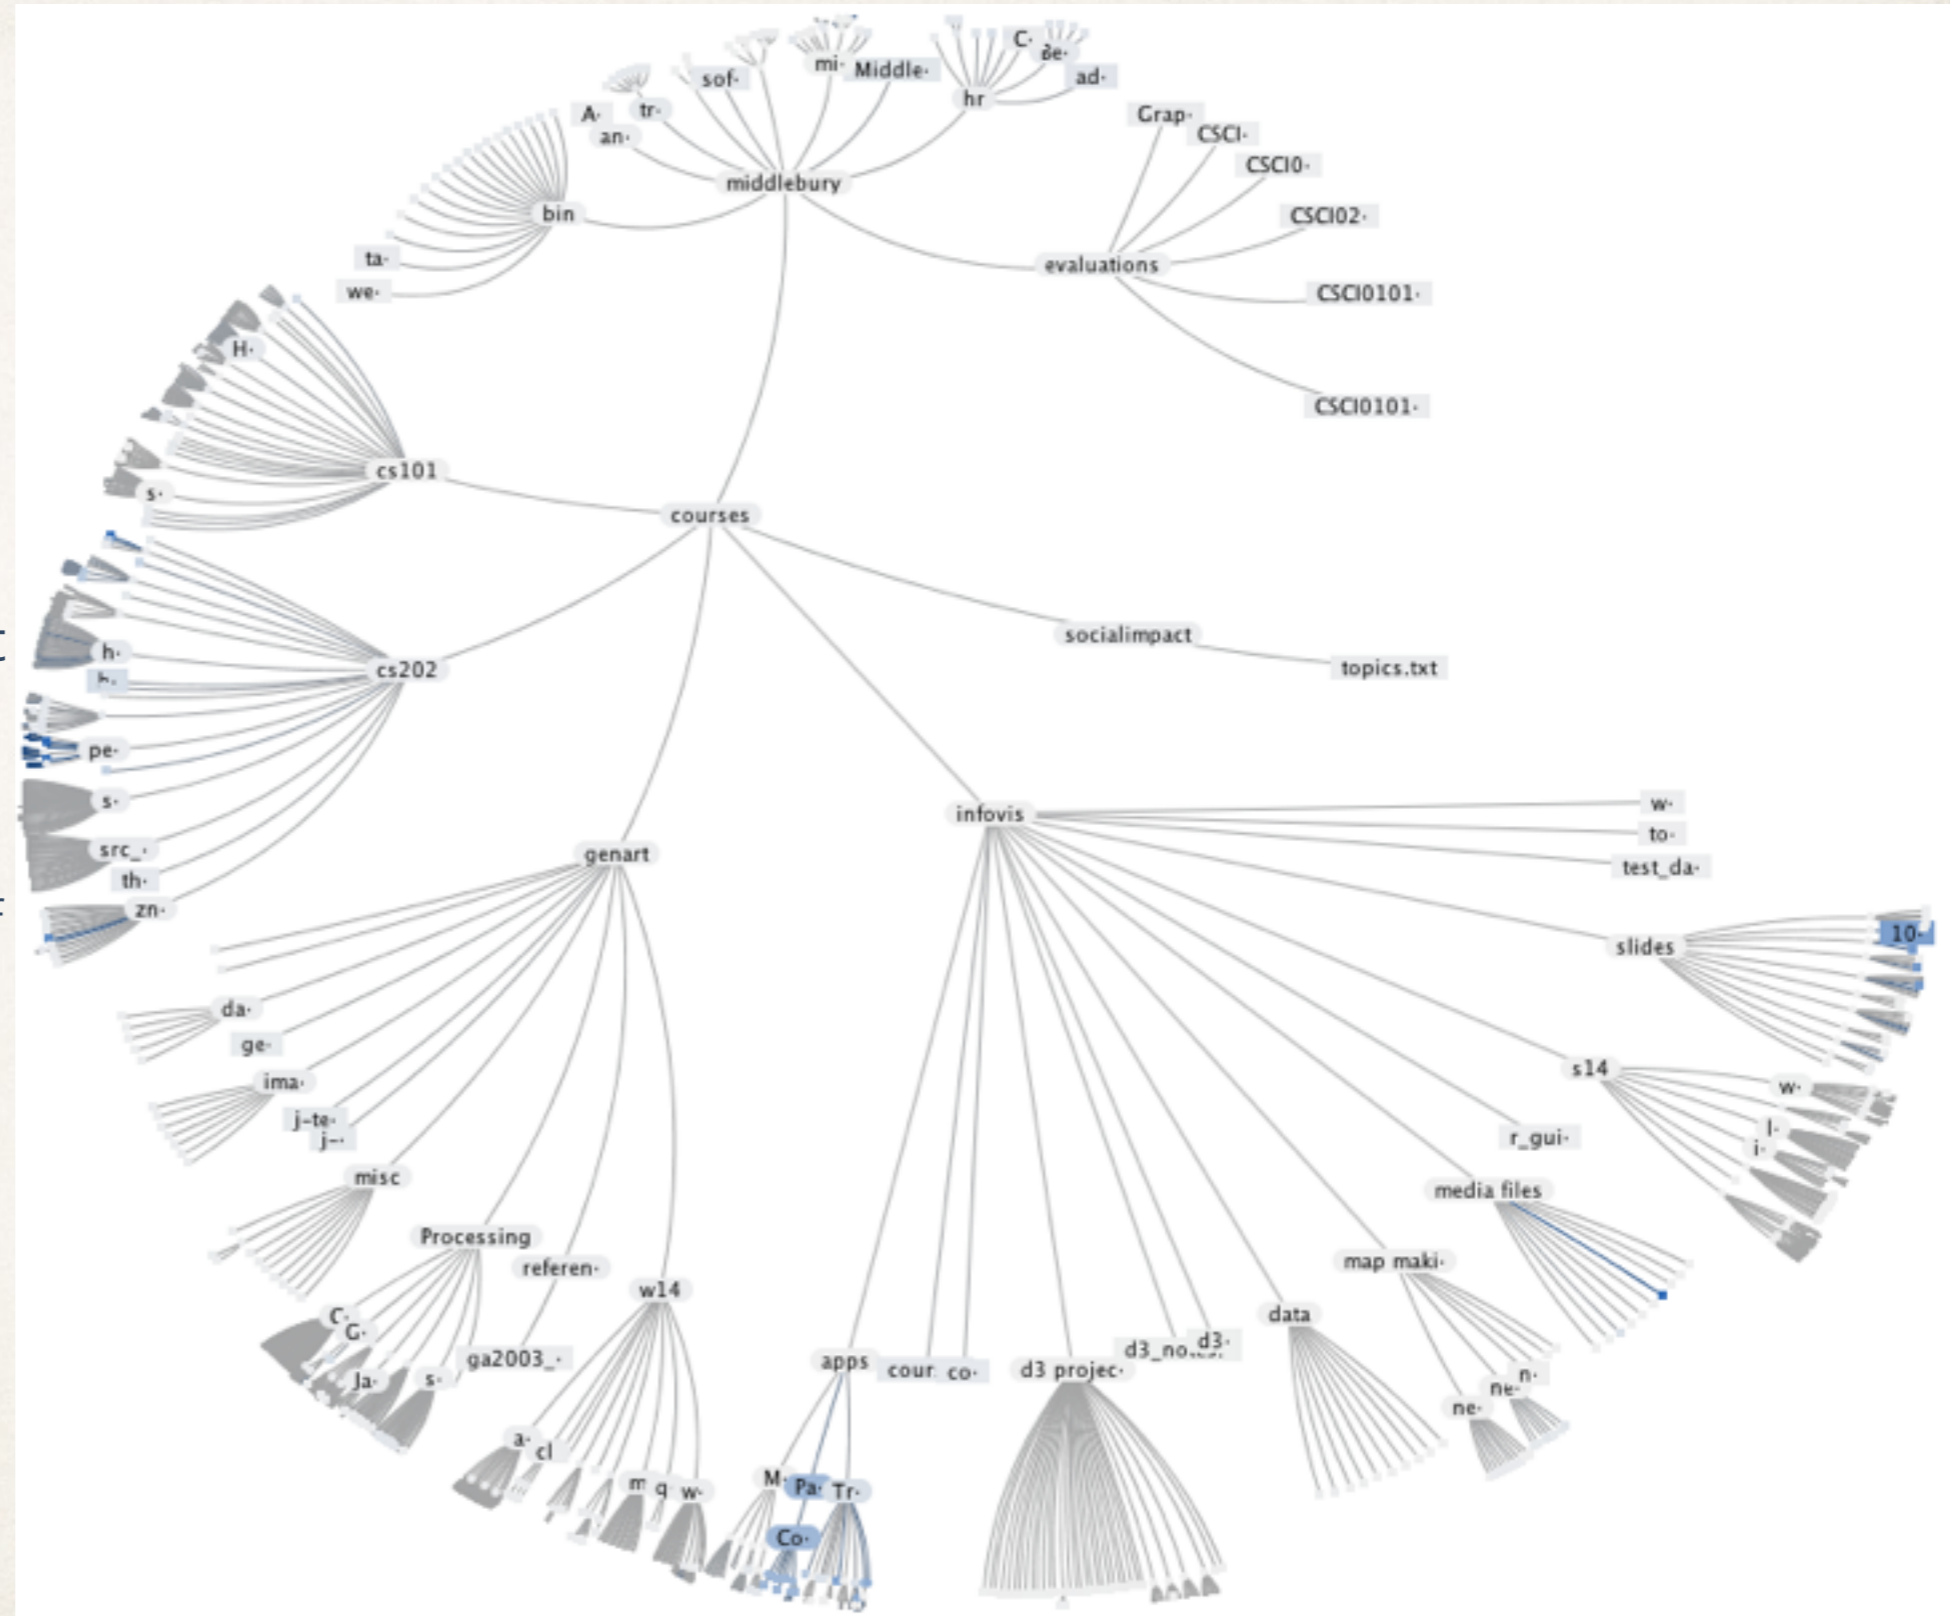 C·
Be·
mi·
Middle·
ad·
sof·
hr
A·
tr·
Grap·
an·
CSCI·
CSCI0·
middlebury
bin
CSCI02·
ta·
evaluations
we·
CSCI0101·
H·
CSCI0101·
cs101
s·
courses
socialimpact
h·
cs202
topics.txt
h·
pe·
s·
infovis
w·
to·
src_·
genart
test_da·
th·
zn·
10·
slides
da·
ge·
s14
ima·
w·
j-te·
l·
j-·
r_gui·
i·
misc
media files
Processing
map maki·
referen·
w14
C·
data
G·
d3_no
d3·
ga2003_·
apps
cour
co·
d3 projec·
n·
Ja·
s·
ne·
ne·
a·
cl
M·
Pa·
Tr·
m
q
w·
Co·